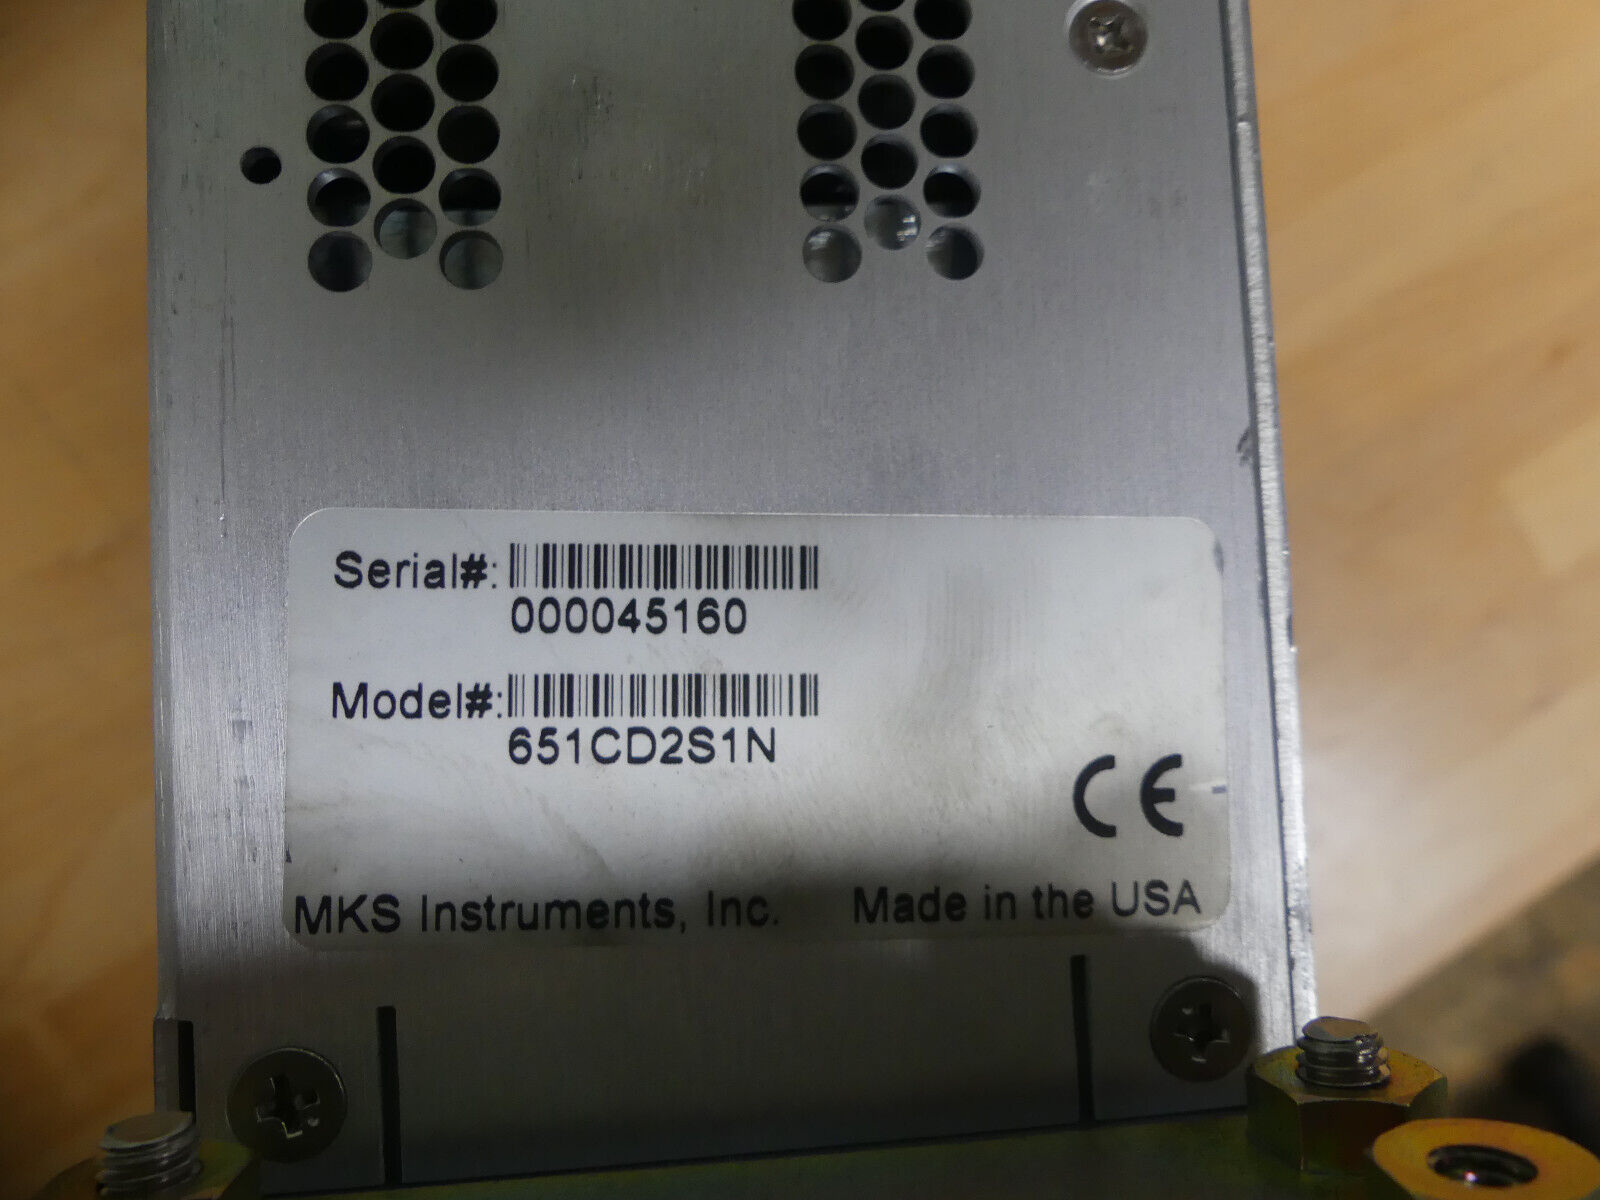 Serial#:
000045160
Model#:
651CD2S1N
CE
MKS Instruments, Inc. Made in the USA